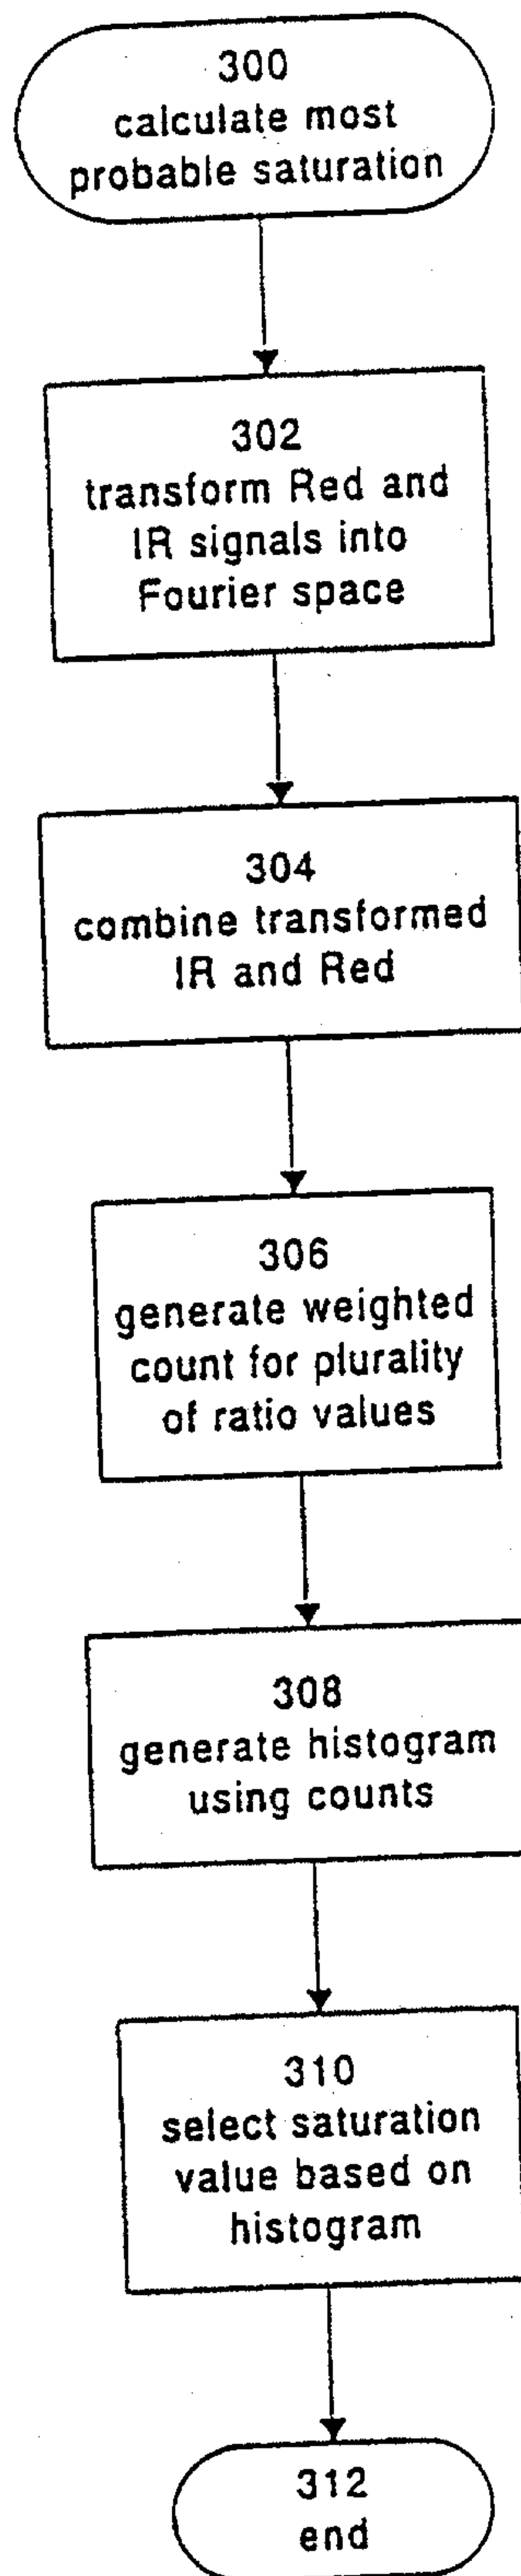 300
calculate most
probable saturation
302
transform Red and
IR signals into
Fourier space
304
combine transformed
IR and Red
306
generate weighted
count for plurality
of ratio values
308
generate histogram
using counts
310
select saturation
value based on
histogram
312
end